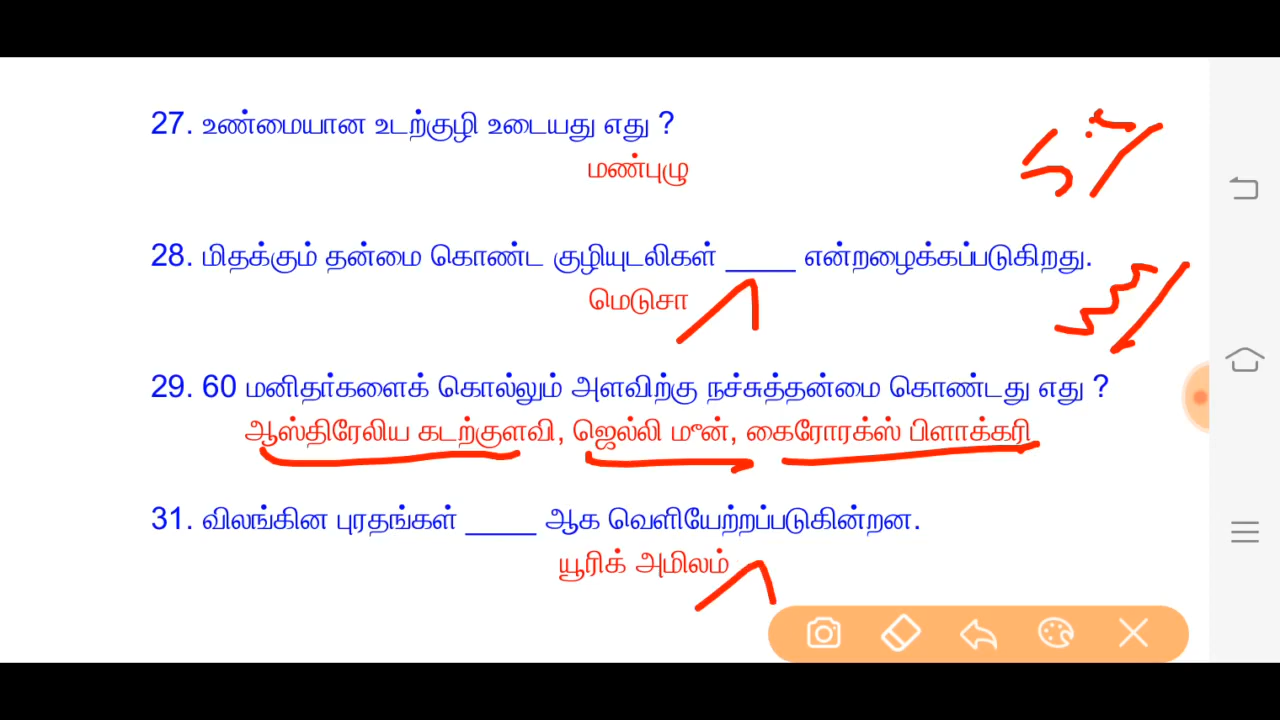 27. உண்மையான உடற்குழி உடையது எது ?
மண்புழு
28. மிதக்கும் தன்மை கொண்ட குழியுடலிகள் ____ என்றழைக்கப்படுகிறது.
மெடுசா
29. 60 மனிதர்களைக் கொல்லும் அளவிற்கு நச்சுத்தன்மை கொண்டது எது ?
ஆஸ்திரேலிய கடற்குளவி, ஜெல்லி மூன், கைரோரக்ஸ் பிளாக்கரி
31. விலங்கின புரதங்கள் ____ ஆக வெளியேற்றப்படுகின்றன.
யூரிக் அமிலம்